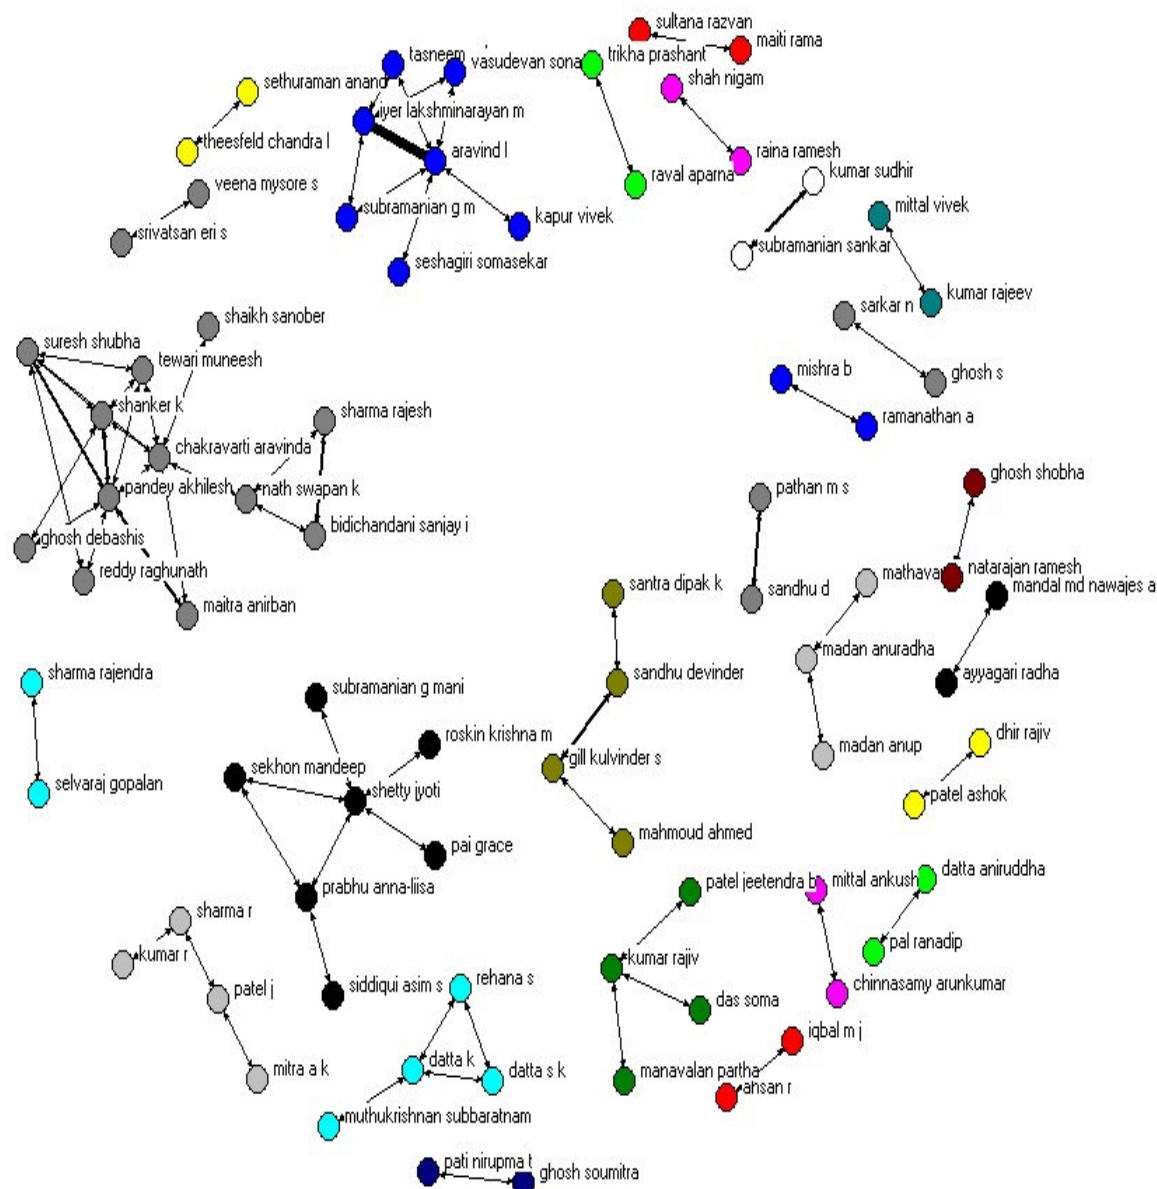 sultana razvan
maiti rama
tasneem
vasudevan sona
trikha prashant
sethuraman anand
shah nigam
iyer lakshminarayan m
theesfeld chandra l
aravind l
raina ramesh
raval aparna
kumar sudhir
veena mysore s
mittal vivek
subramanian g m
kapur vivek
srivatsan eri s
subramanian sankar
seshagiri somasekar
kumar rajeev
shaikh sanober
sarkar n
suresh shubha
tewari muneesh
mishra b
ghosh s
shanker k
sharma rajesh
ramanathan a
chakravarti aravinda
ghosh shobha
pandey akhilesh
nath swapan k
pathan m s
bidichandani sanjay i
ghosh debashis
reddy raghunath
mathavan
natarajan ramesh
mandal md nawajes a
santra dipak k
sandhu d
maitra anirban
madan anuradha
sharma rajendra
subramanian g mani
sandhu devinder
ayyagari radha
roskin krishna m
dhir rajiv
sekhon mandeep
gill kulvinder s
madan anup
selvaraj gopalan
shetty jyoti
patel ashok
pai grace
mahmoud ahmed
prabhu anna-liisa
patel jeetendra b
mittal ankush
datta aniruddha
sharma r
kumar r
kumar rajiv
pal ranadip
patel j
siddiqui asim s
rehana s
das soma
chinnasamy arunkumar
iqbal m j
mitra a k
datta k
datta s k
manavalan partha
ahsan r
muthukrishnan subbaratnam
pati nirupma t
ghosh soumitra